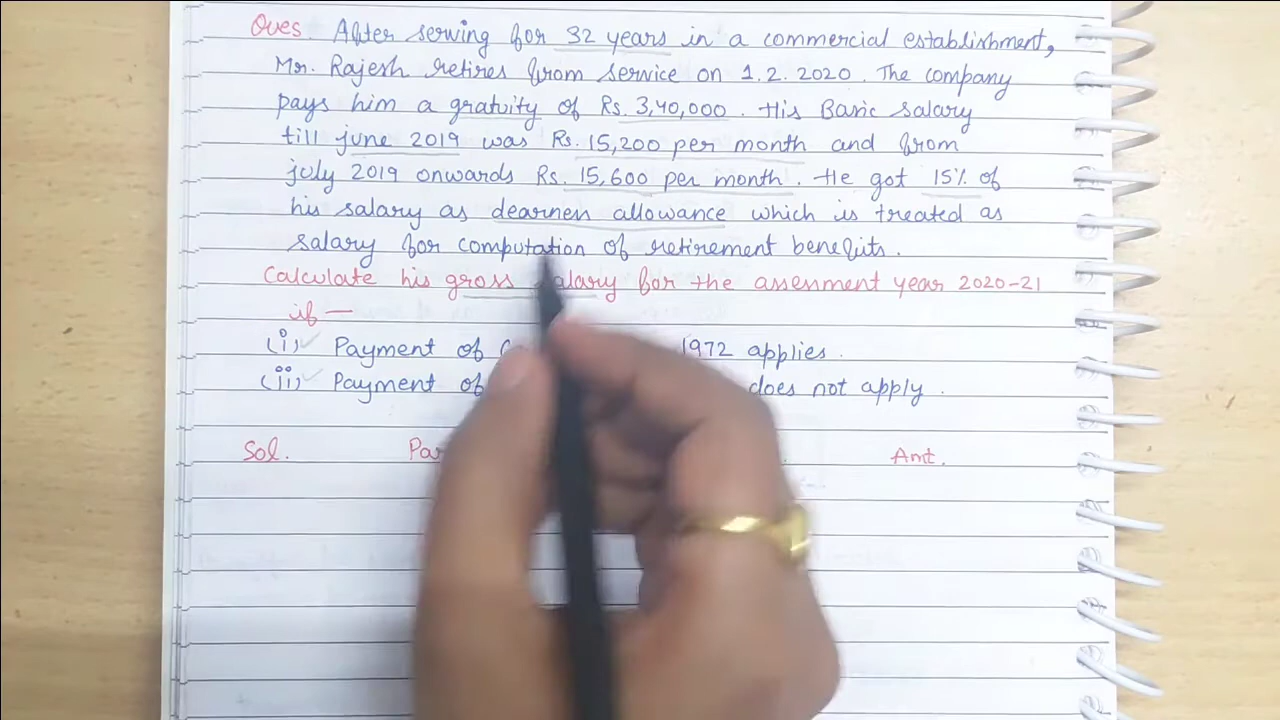 Ques. After serving for 32 years in a commercial establishment,
Mr. Rajesh retires from service on 1.2.2020. The company
pays him a gratuity of Rs. 3,40,000. His Basic salary
till june 2019 was Rs. 15,200 per month and from
july 2019 onwards Rs. 15,600 per month. He got 15% of
his salary as dearness allowance which is treated as
salary for computation of retirement benefits.
Calculate his gross salary for the assessment year 2020-21
if —
(i) Payment of 1972 applies.
(ii) Payment of does not apply.
Sol. Amt.